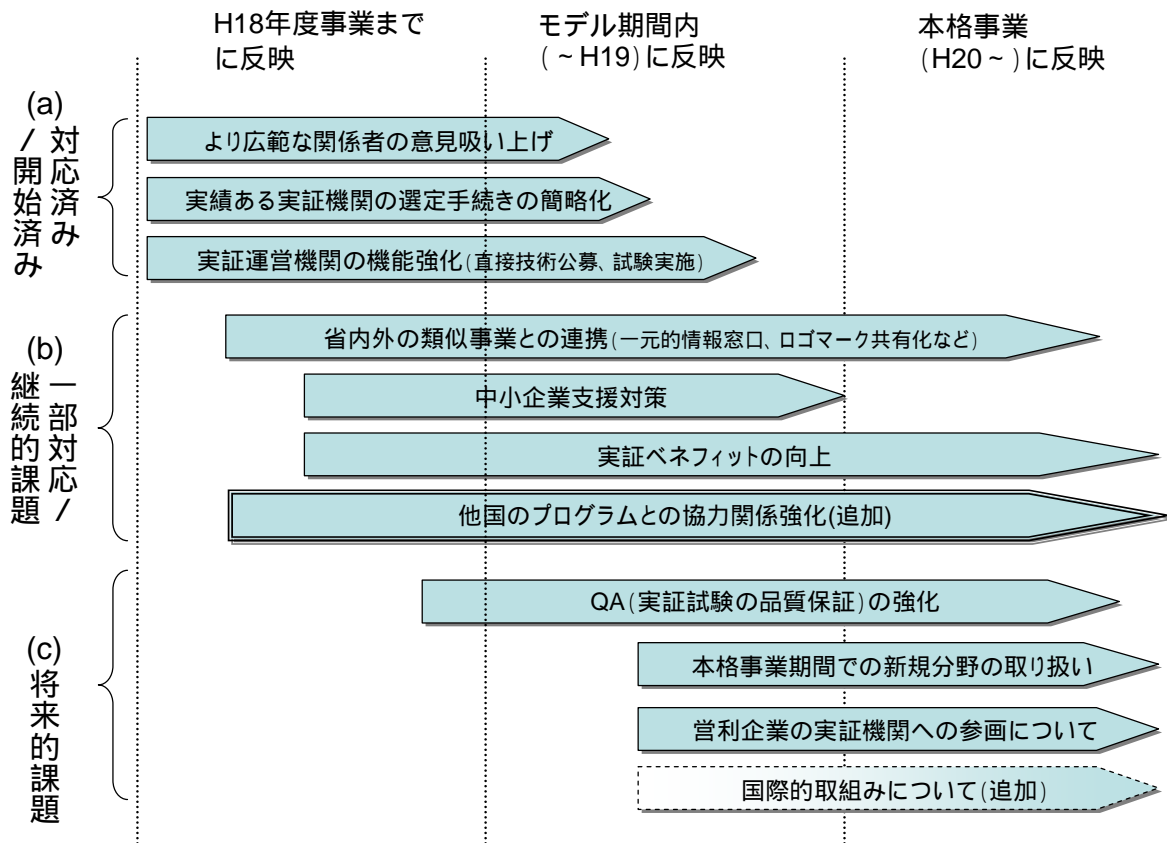 H18年度事業まで
に反映
モデル期間内
(~H19)に反映
本格事業
(H20~)に反映
(a)
対応済み
/開始済み
より広範な関係者の意見吸い上げ
実績ある実証機関の選定手続きの簡略化
実証運営機関の機能強化(直接技術公募、試験実施)
(b)
一部対応/
継続的課題
省内外の類似事業との連携(一元的情報窓口、ロゴマーク共有化など)
中小企業支援対策
実証ベネフィットの向上
他国のプログラムとの協力関係強化(追加)
(c)
将来的課題
QA(実証試験の品質保証)の強化
本格事業期間での新規分野の取り扱い
営利企業の実証機関への参画について
国際的取組みについて(追加)